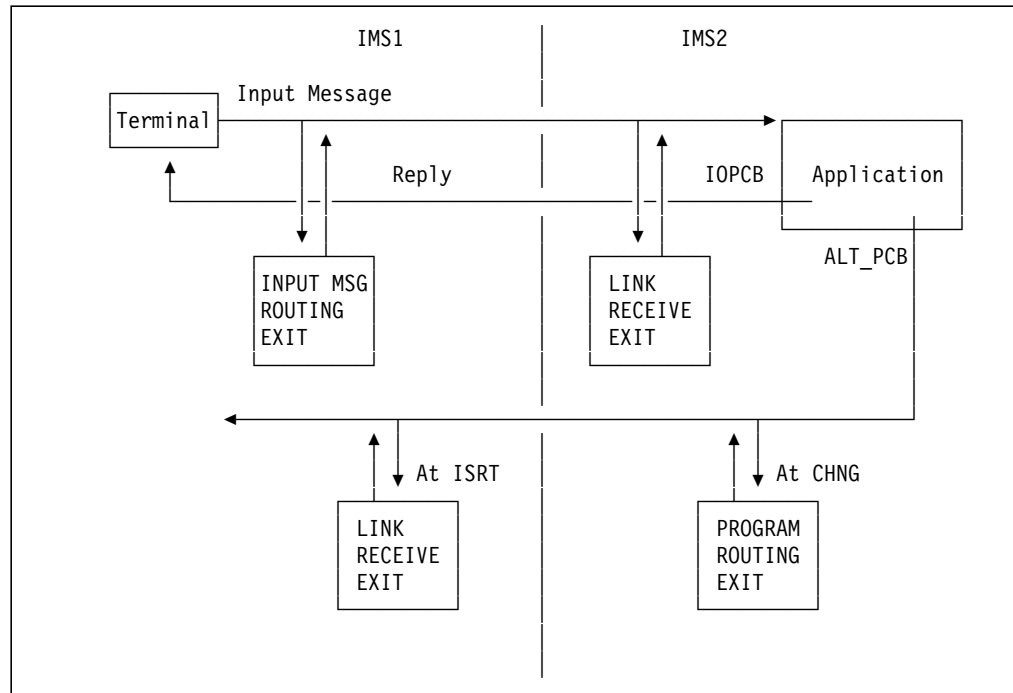 IMS1
IMS2
Input Message
Terminal
Reply
IOPCB
Application
ALT_PCB
INPUT MSG
ROUTING
EXIT
LINK
RECEIVE
EXIT
At ISRT
At CHNG
LINK
RECEIVE
EXIT
PROGRAM
ROUTING
EXIT